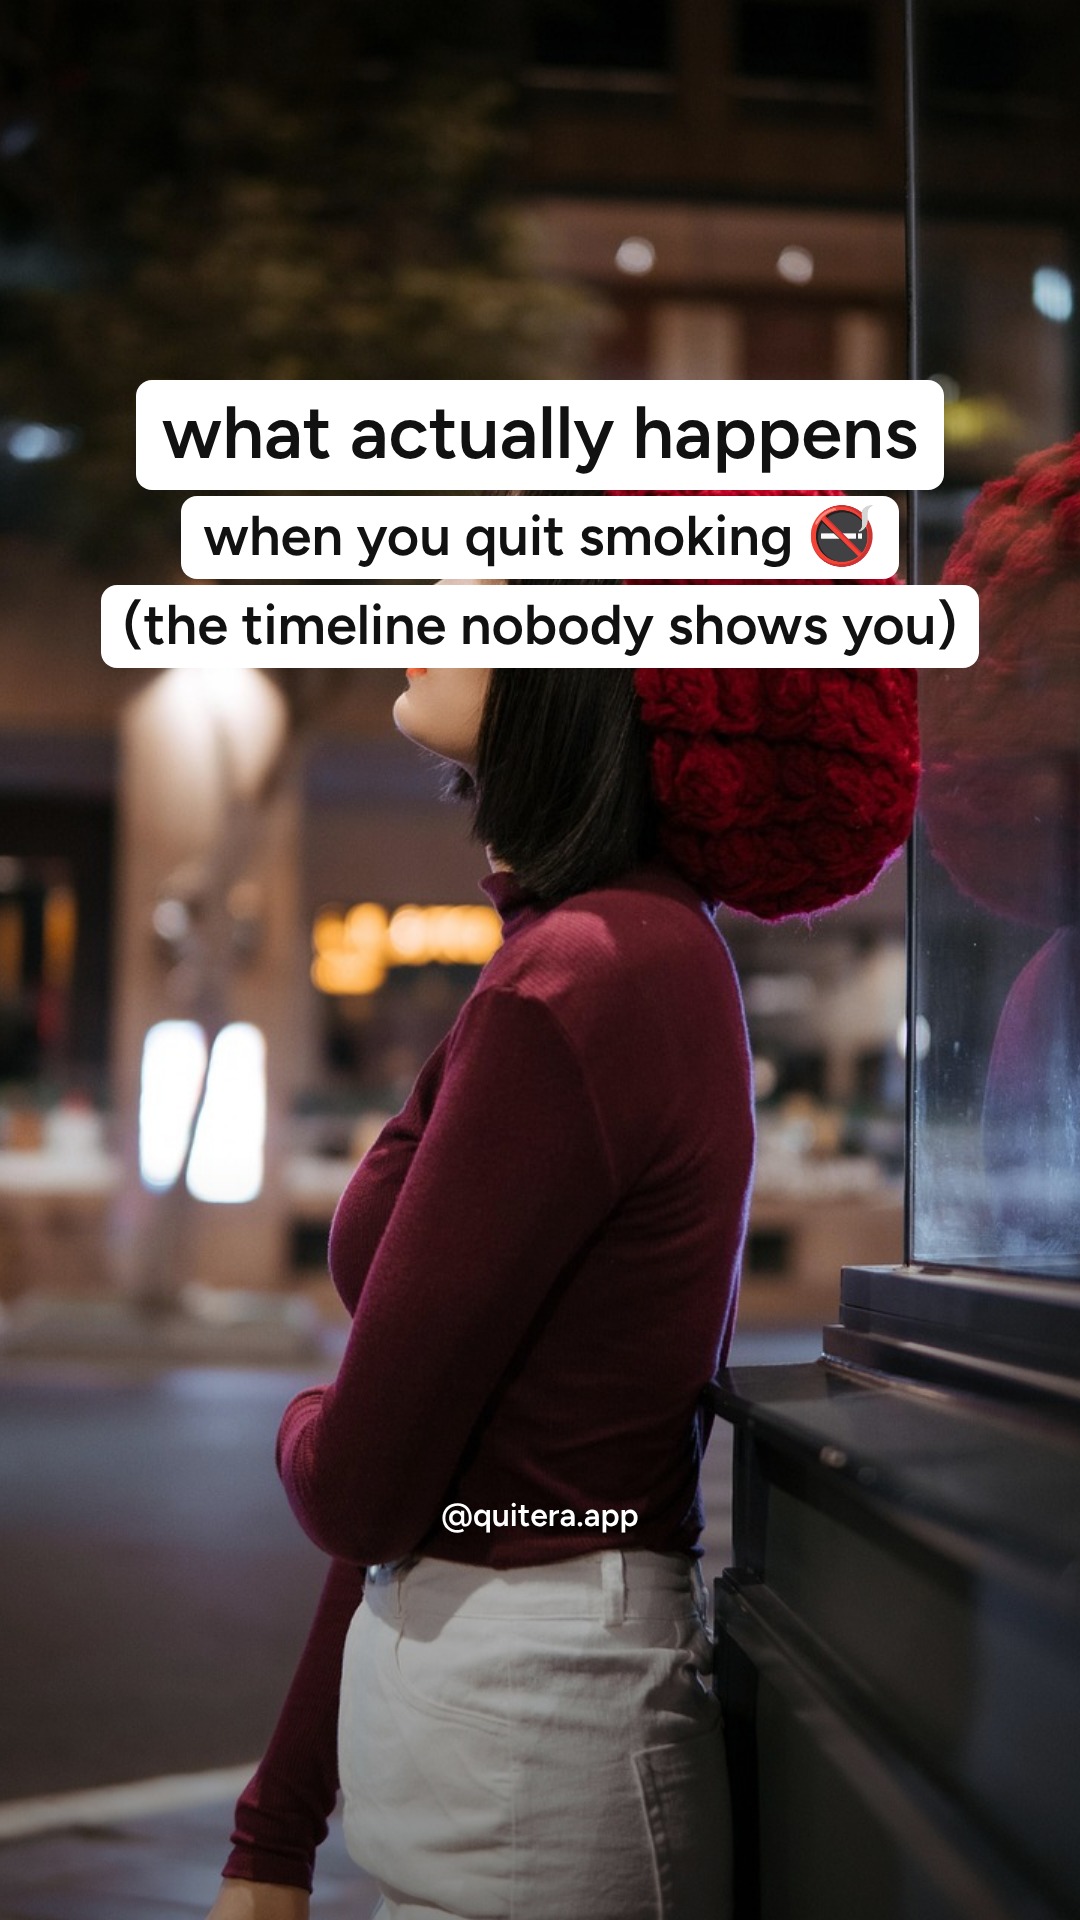 what actually happens
when you quit smoking 🚭
(the timeline nobody shows you)
@quitera.app